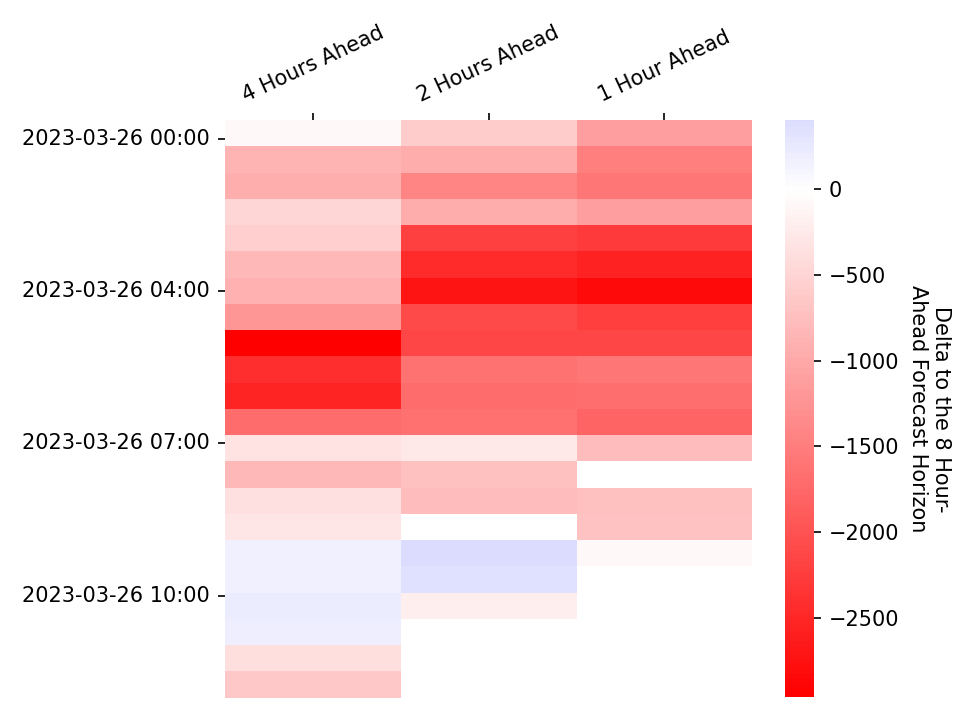 4 Hours Ahead
2 Hours Ahead
1 Hour Ahead
2023-03-26 00:00
2023-03-26 04:00
2023-03-26 07:00
2023-03-26 10:00
0
−500
−1000
−1500
−2000
−2500
Delta to the 8 Hour-
Ahead Forecast Horizon